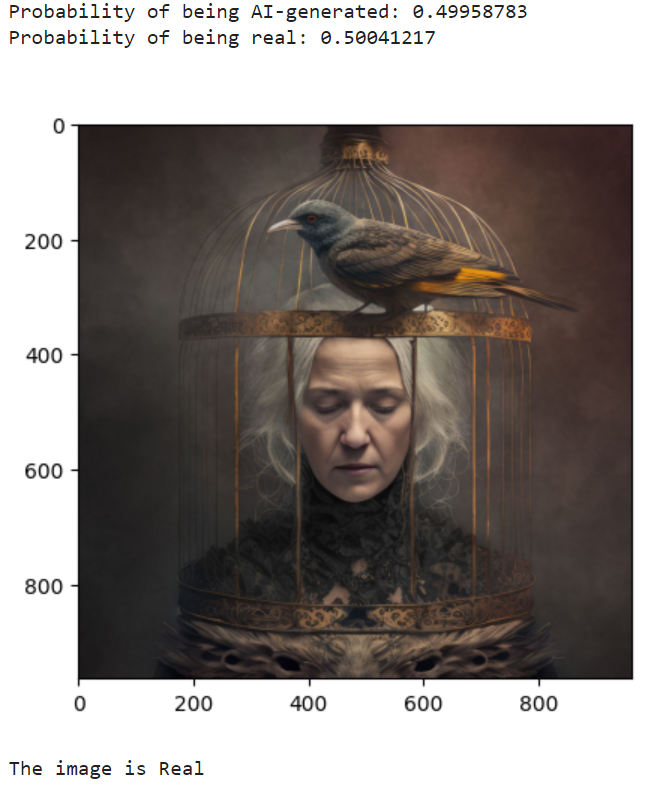 Probability of being AI-generated: 0.49958783
Probability of being real: 0.50041217
0
200
400
600
800
0 200 400 600 800
The image is Real